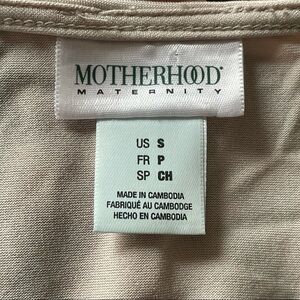 MOTHERHOOD®
MATERNITY
US S
FR P
SP CH
MADE IN CAMBODIA
FABRIQUÉ AU CAMBODGE
HECHO EN CAMBODIA